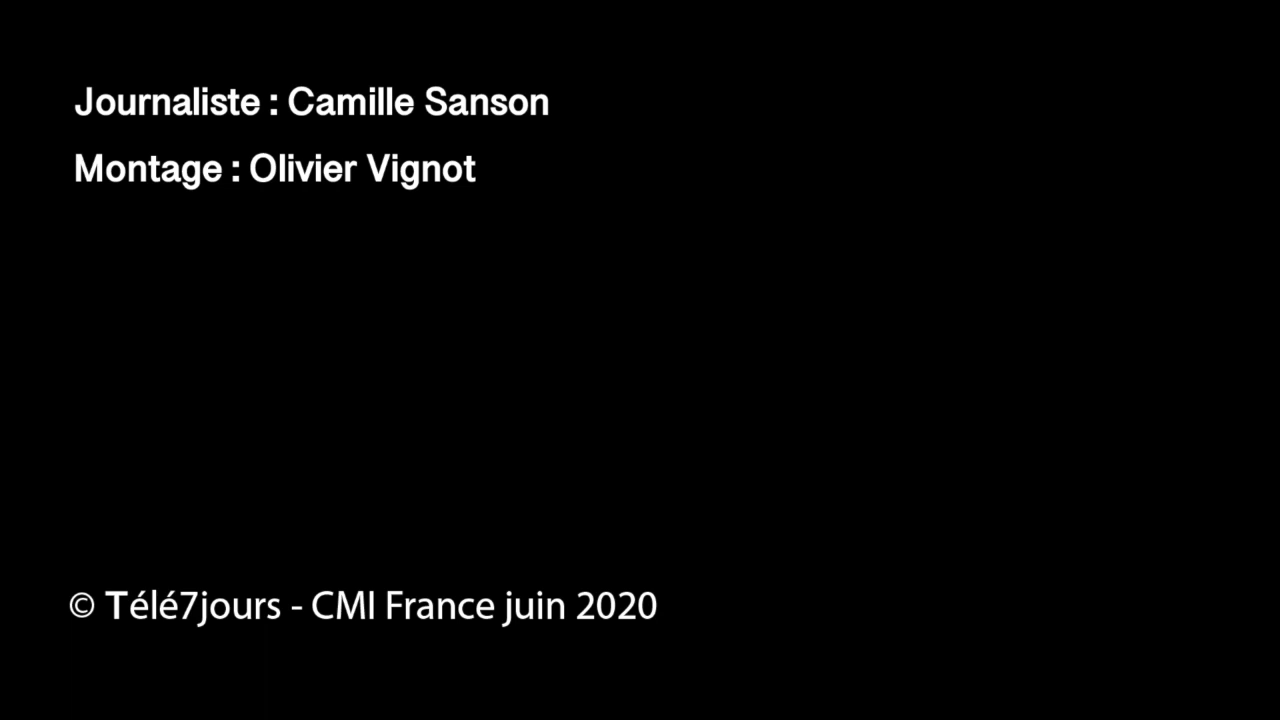 Journaliste : Camille Sanson
Montage : Olivier Vignot
© Télé7jours - CMI France juin 2020